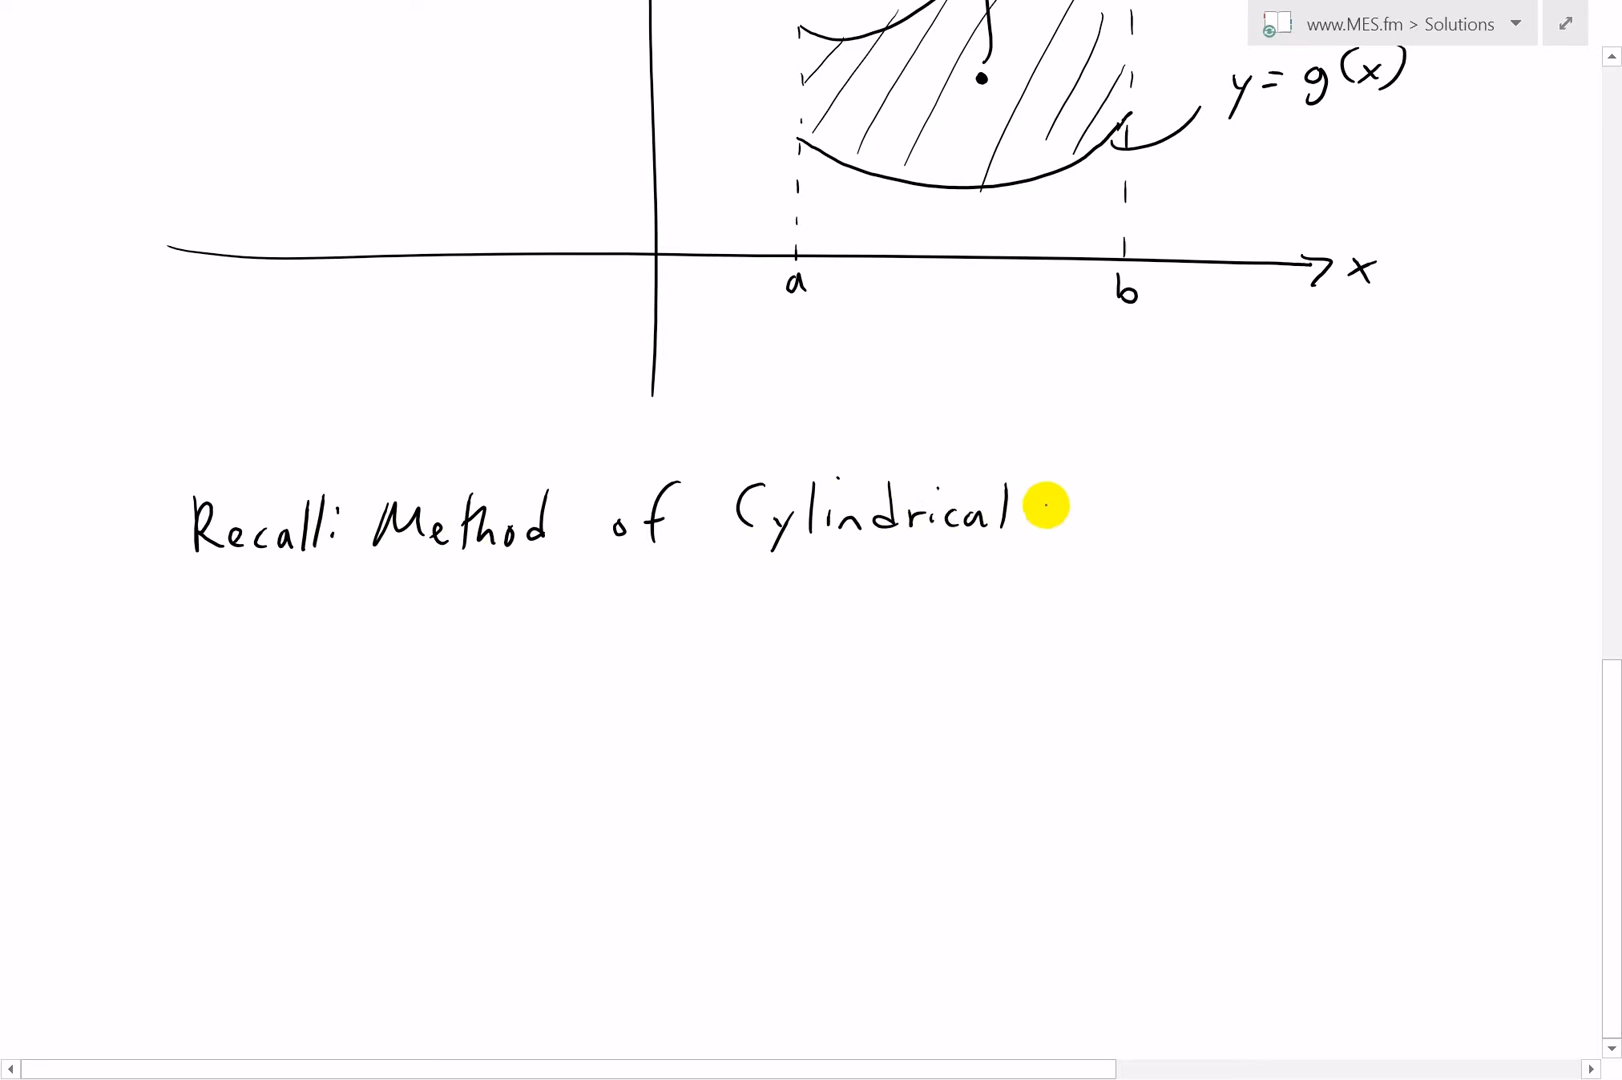 www.MES.fm > Solutions
y = g(x)
a
b
x
Recall: Method of Cylindrical